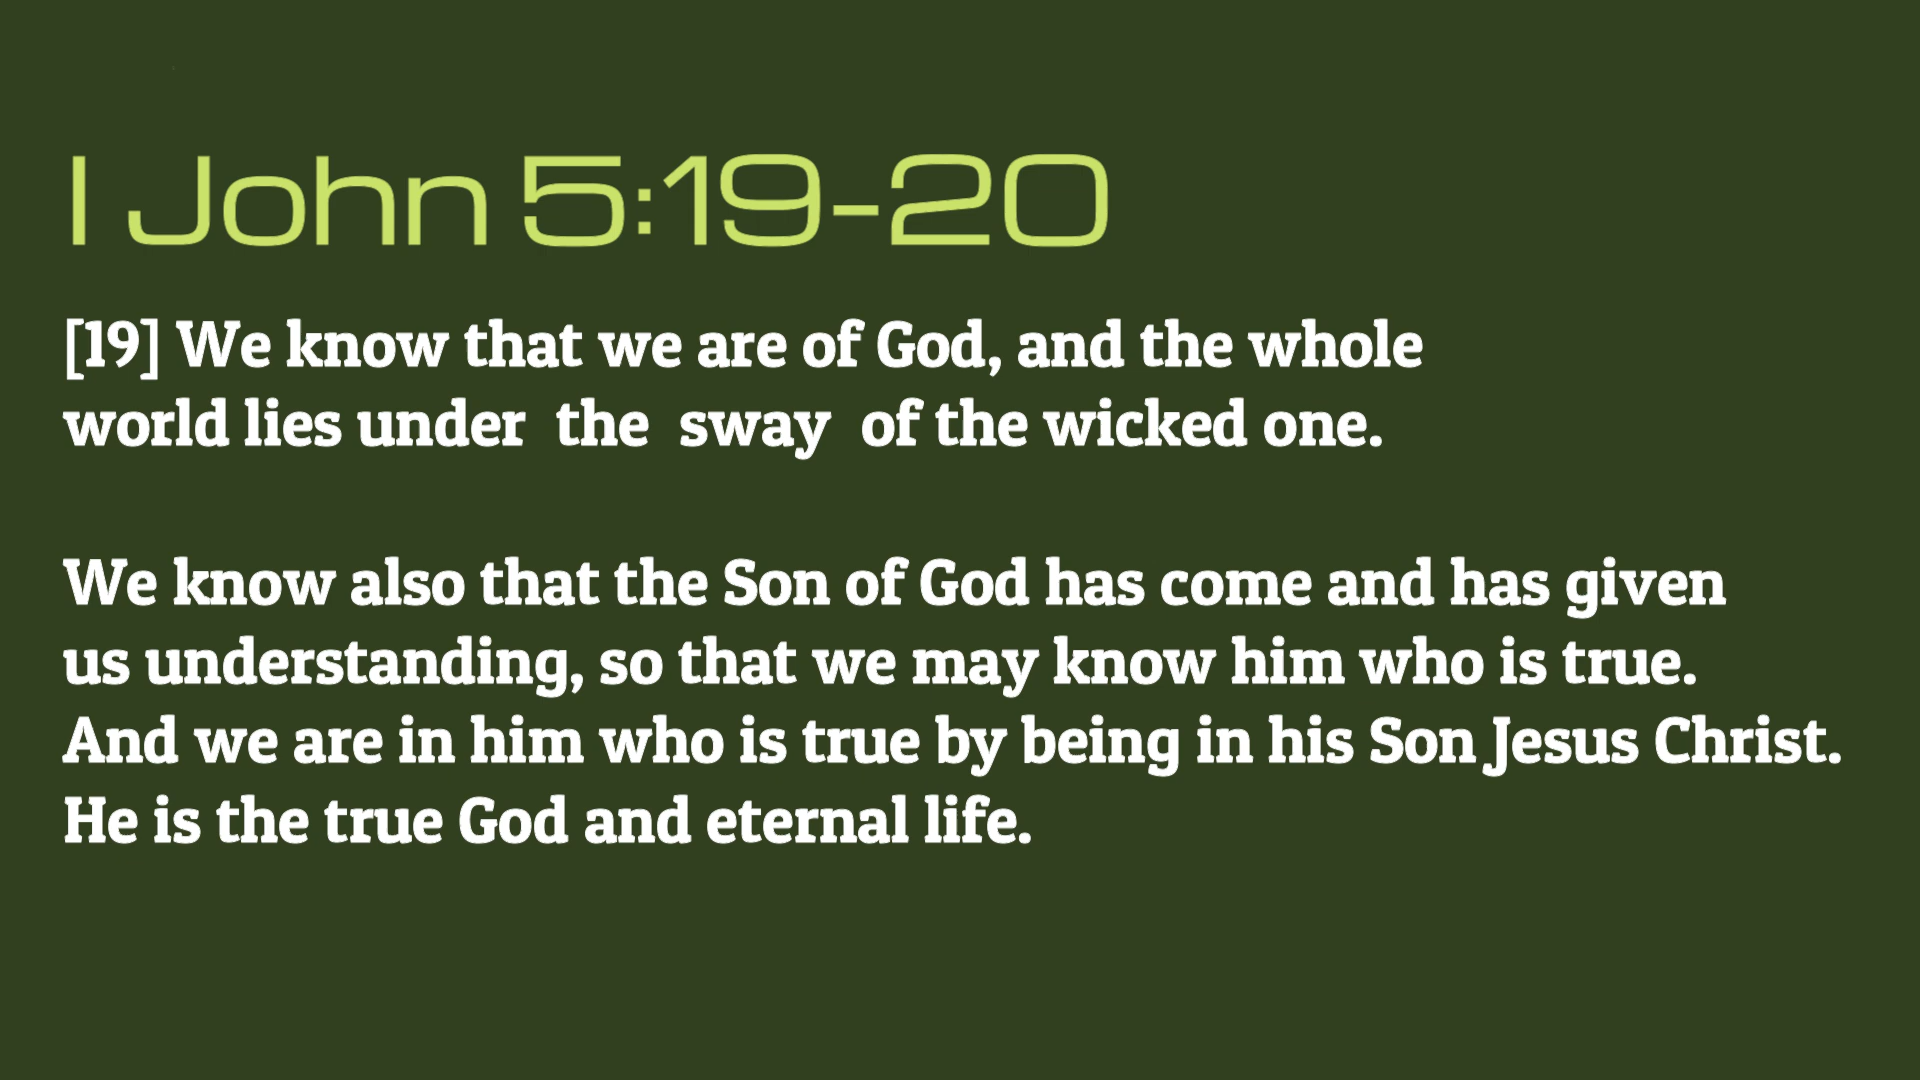 I John 5:19-20
[19] We know that we are of God, and the whole
world lies under  the  sway  of the wicked one.
We know also that the Son of God has come and has given
us understanding, so that we may know him who is true.
And we are in him who is true by being in his Son Jesus Christ.
He is the true God and eternal life.